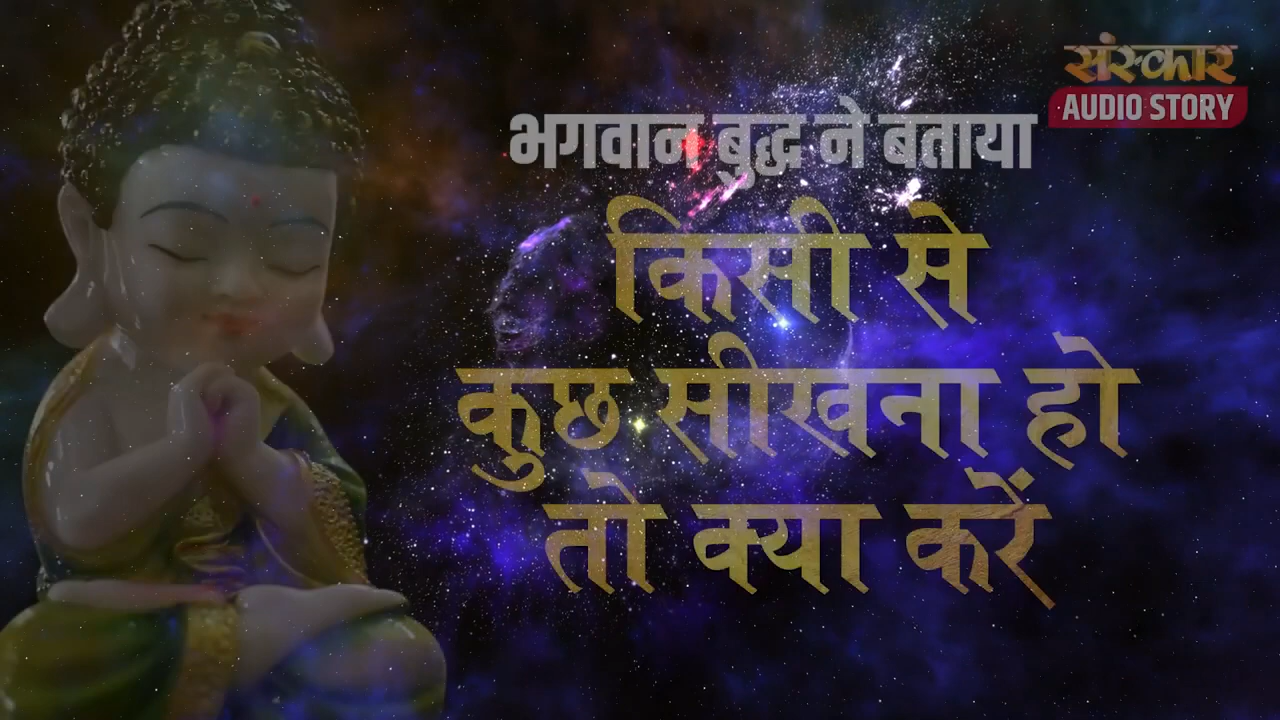 संस्कार
AUDIO STORY
भगवान बुद्ध ने बताया
किसी से
कुछ सीखना हो
तो क्या करें